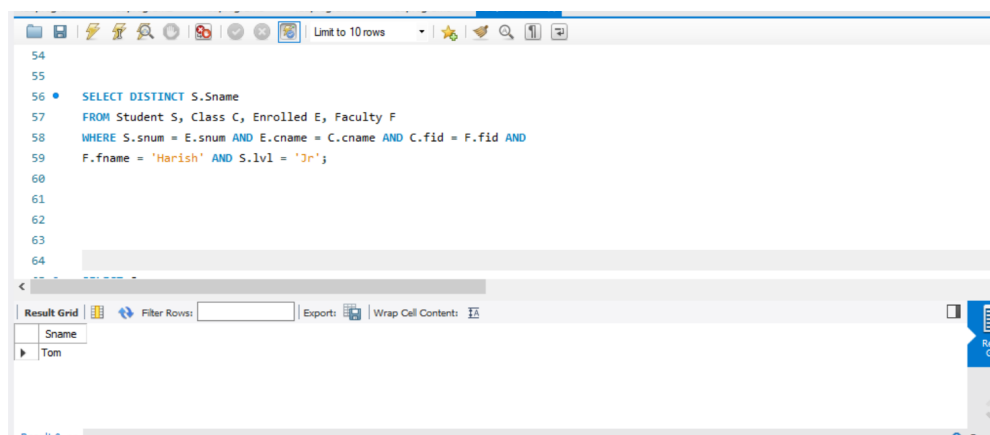 Limit to 10 rows
54
55
56 SELECT DISTINCT S.Sname
57 FROM Student S, Class C, Enrolled E, Faculty F
58 WHERE S.snum = E.snum AND E.cname = C.cname AND C.fid = F.fid AND
59 F.fname = 'Harish' AND S.lvl = 'Jr';
60
61
62
63
64
Result Grid Filter Rows: Export: Wrap Cell Content:
Sname
Tom